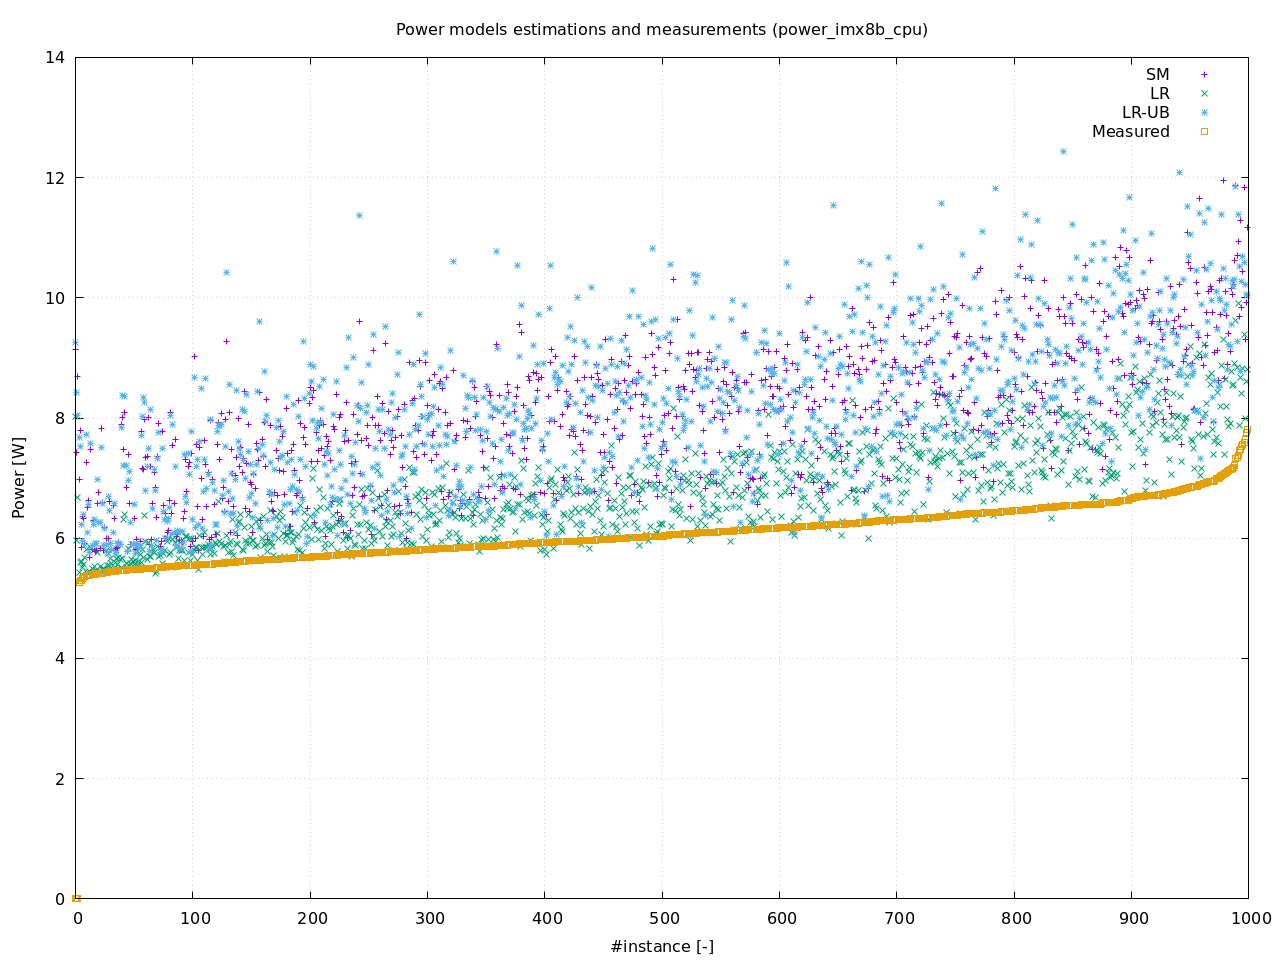 Power models estimations and measurements (power_imx8b_cpu)
SM
LR
LR-UB
Measured
14
12
10
8
6
4
2
0
Power [W]
0 100 200 300 400 500 600 700 800 900 1000
#instance [-]